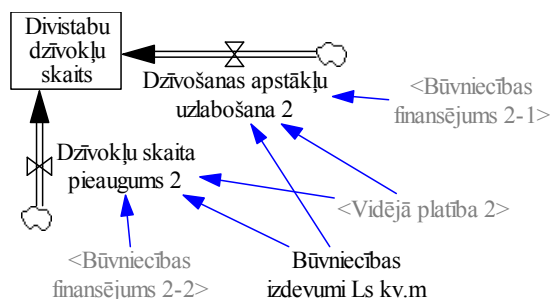 Divistabu
dzīvokļu
skaits
Dzīvošanas apstākļu
uzlabošana 2
<Būvniecības
finansējums 2-1>
Dzīvokļu skaita
pieaugums 2
<Vidējā platība 2>
<Būvniecības
finansējums 2-2>
Būvniecības
izdevumi Ls kv.m